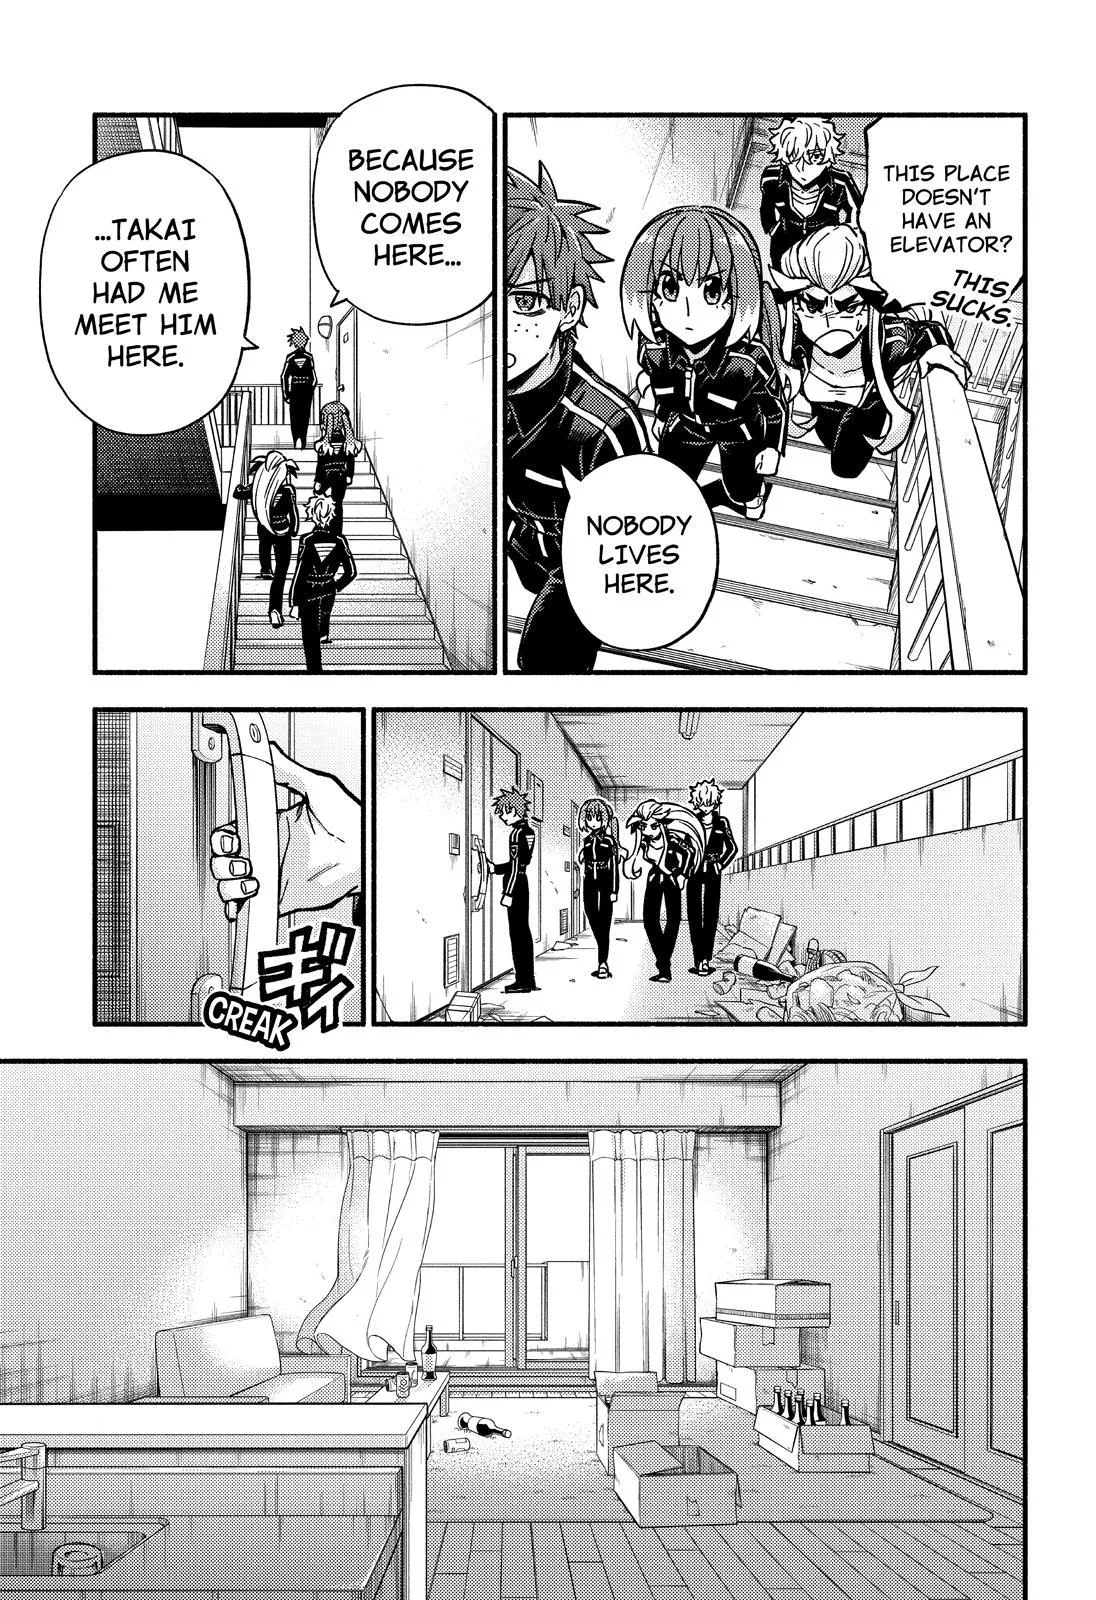 THIS PLACE
DOESN'T
HAVE AN
ELEVATOR?
THIS
SUCKS.
NOBODY
LIVES
HERE.
BECAUSE
NOBODY
COMES
HERE...
...TAKAI
OFTEN
HAD ME
MEET HIM
HERE.
ギィ
CREAK